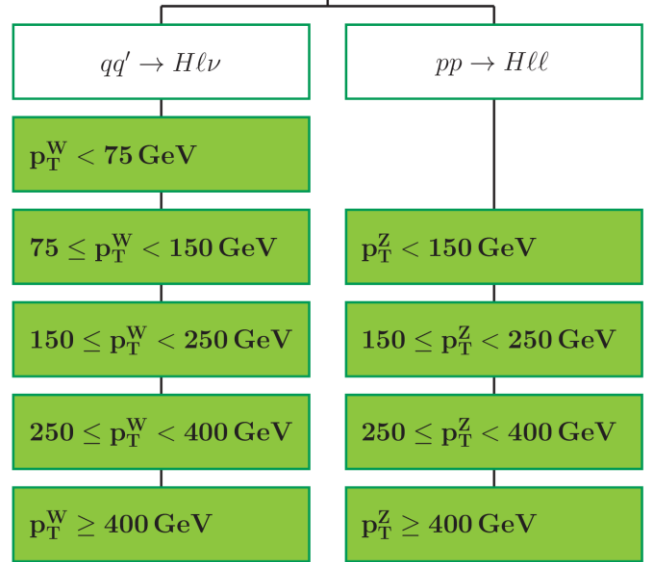 qq′ → Hℓν
pp → Hℓℓ
p_T^W < 75 GeV
75 ≤ p_T^W < 150 GeV
p_T^Z < 150 GeV
150 ≤ p_T^W < 250 GeV
150 ≤ p_T^Z < 250 GeV
250 ≤ p_T^W < 400 GeV
250 ≤ p_T^Z < 400 GeV
p_T^W ≥ 400 GeV
p_T^Z ≥ 400 GeV